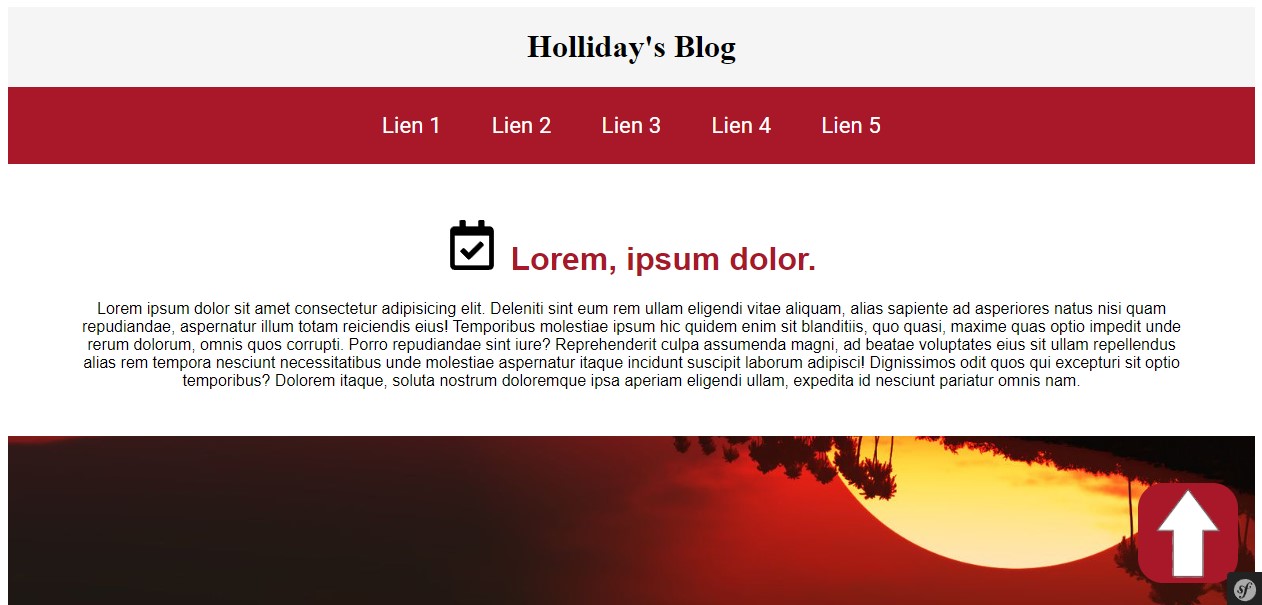 Holliday's Blog
Lien 1 Lien 2 Lien 3 Lien 4 Lien 5
Lorem, ipsum dolor.
Lorem ipsum dolor sit amet consectetur adipisicing elit. Deleniti sint eum rem ullam eligendi vitae aliquam, alias sapiente ad asperiores natus nisi quam
repudiandae, aspernatur illum totam reiciendis eius! Temporibus molestiae ipsum hic quidem enim sit blanditiis, quo quasi, maxime quas optio impedit unde
rerum dolorum, omnis quos corrupti. Porro repudiandae sint iure? Reprehenderit culpa assumenda magni, ad beatae voluptates eius sit ullam repellendus
alias rem tempora nesciunt necessitatibus unde molestiae aspernatur itaque incidunt suscipit laborum adipisci! Dignissimos odit quos qui excepturi sit optio
temporibus? Dolorem itaque, soluta nostrum doloremque ipsa aperiam eligendi ullam, expedita id nesciunt pariatur omnis nam.
sf